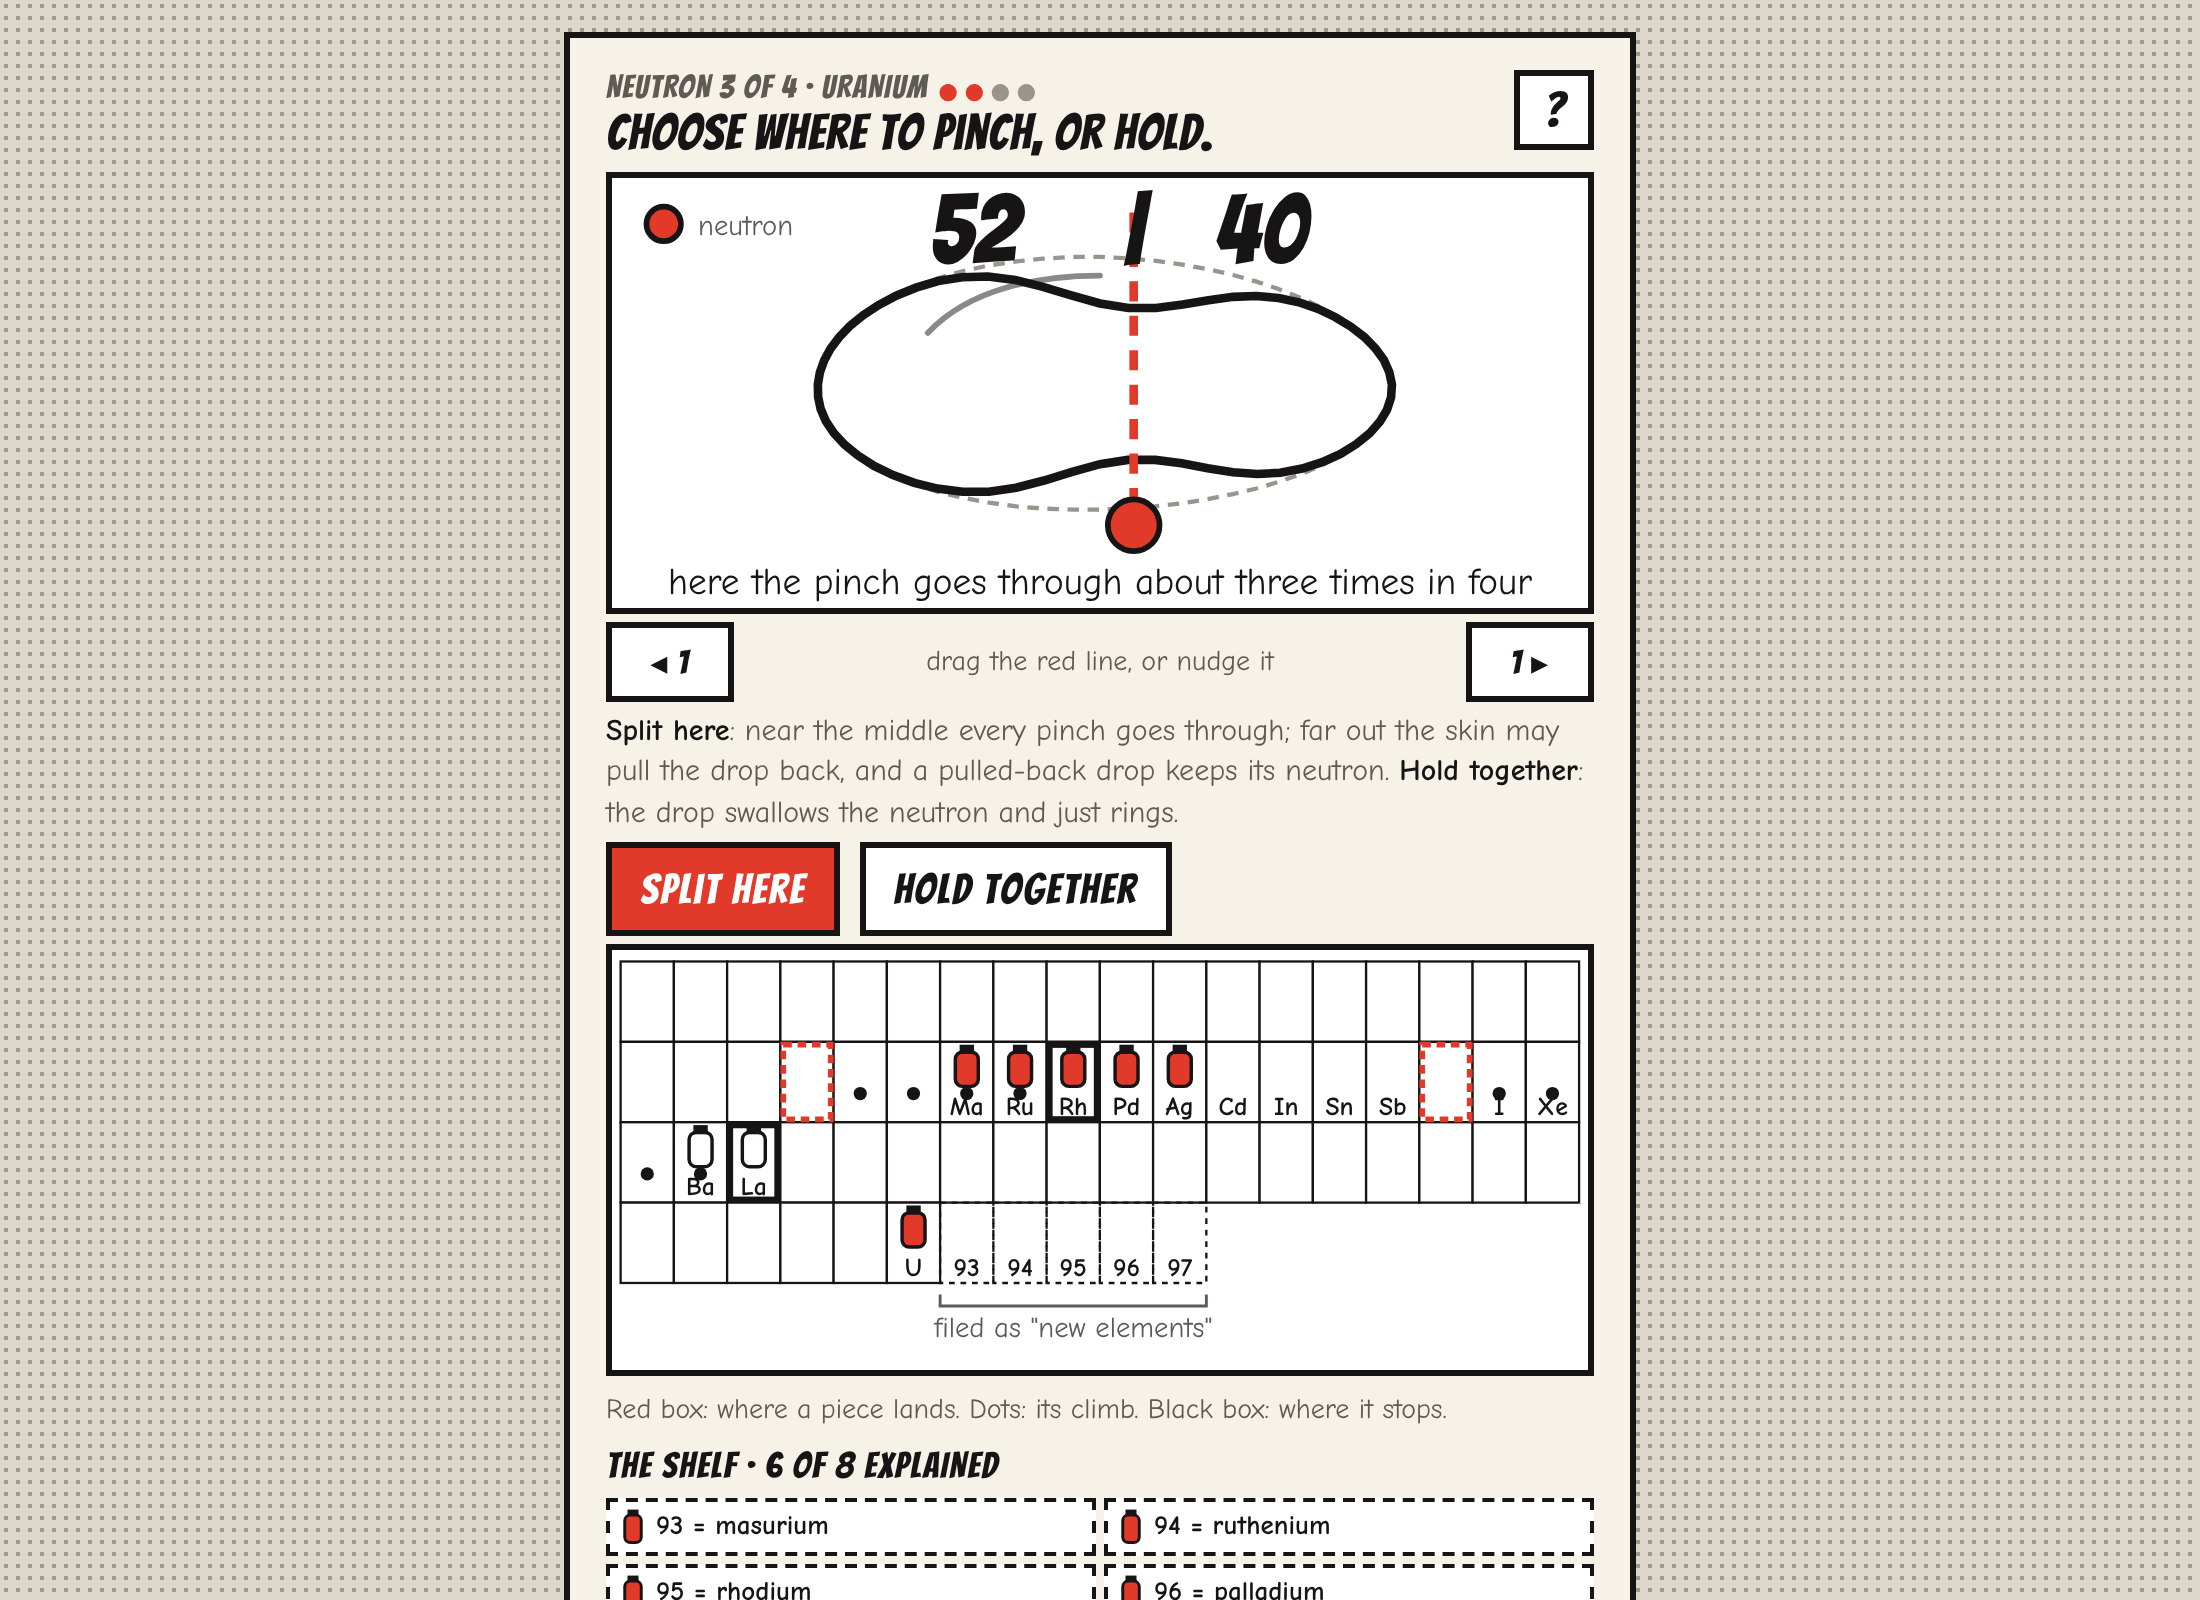 NEUTRON 3 OF 4 · URANIUM
CHOOSE WHERE TO PINCH, OR HOLD.
?
neutron
52 / 40
here the pinch goes through about three times in four
◀ 1
drag the red line, or nudge it
1 ▶
Split here: near the middle every pinch goes through; far out the skin may
pull the drop back, and a pulled-back drop keeps its neutron. Hold together:
the drop swallows the neutron and just rings.
SPLIT HERE
HOLD TOGETHER
Ma Ru Rh Pd Ag Cd In Sn Sb I Xe
Ba La
U 93 94 95 96 97
filed as "new elements"
Red box: where a piece lands. Dots: its climb. Black box: where it stops.
THE SHELF · 6 OF 8 EXPLAINED
93 = masurium
94 = ruthenium
95 = rhodium
96 = palladium